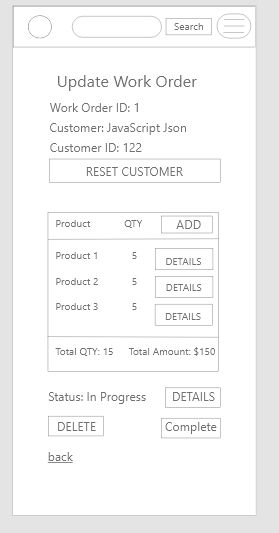 Search
Update Work Order
Work Order ID: 1
Customer: JavaScript Json
Customer ID: 122
RESET CUSTOMER
Product QTY ADD
Product 1 5 DETAILS
Product 2 5 DETAILS
Product 3 5 DETAILS
Total QTY: 15 Total Amount: $150
Status: In Progress DETAILS
DELETE Complete
back